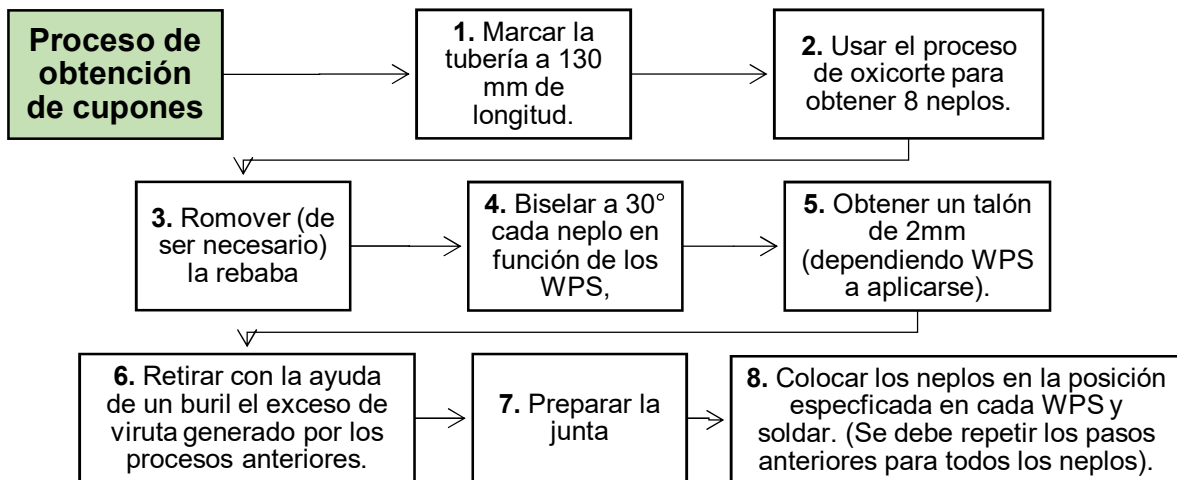 Proceso de
obtención
de cupones
1. Marcar la
tubería a 130
mm de
longitud.
2. Usar el proceso
de oxicorte para
obtener 8 neplos.
3. Romover (de
ser necesario)
la rebaba
4. Biselar a 30°
cada neplo en
función de los
WPS,
5. Obtener un talón
de 2mm
(dependiendo WPS
a aplicarse).
6. Retirar con la ayuda
de un buril el exceso de
viruta generado por los
procesos anteriores.
7. Preparar la
junta
8. Colocar los neplos en la posición
especficada en cada WPS y
soldar. (Se debe repetir los pasos
anteriores para todos los neplos).